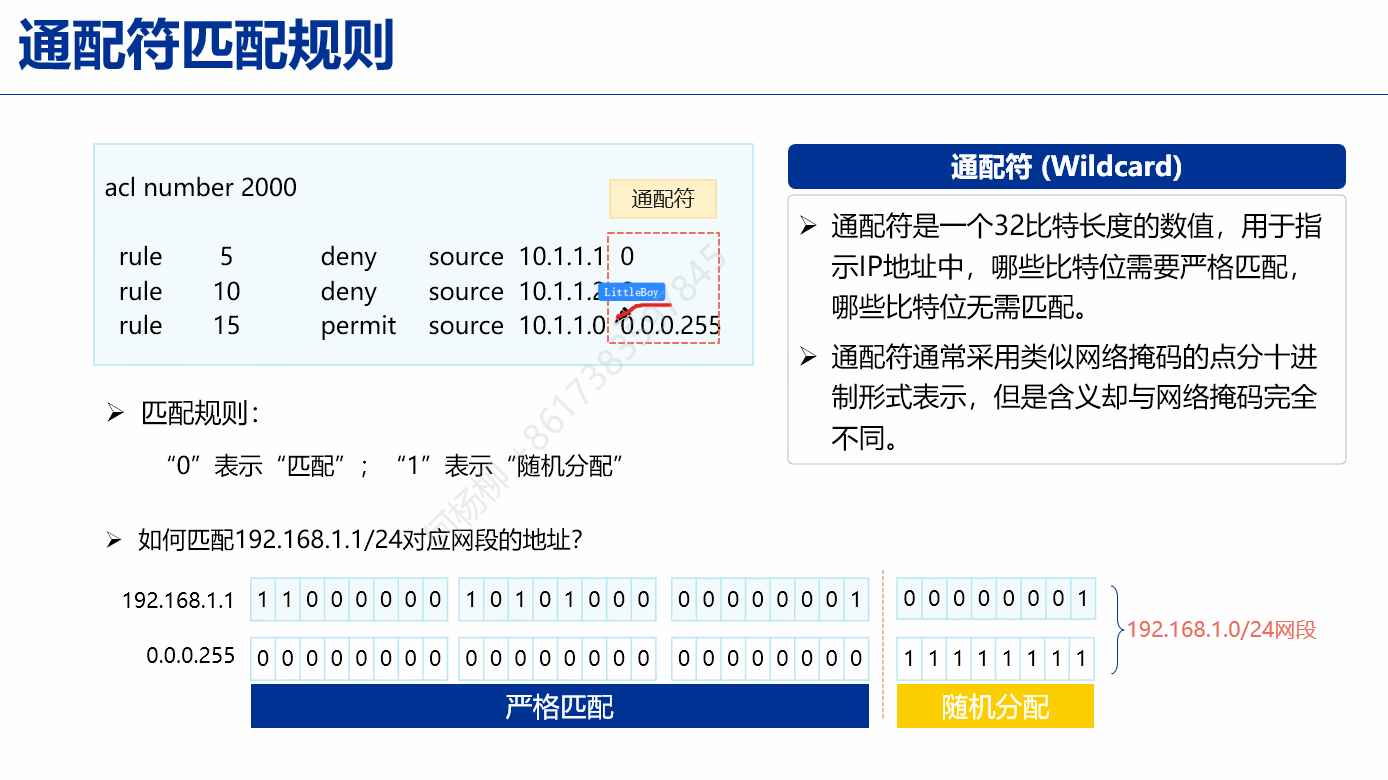 通配符匹配规则
acl number 2000
通配符
rule 5 deny source 10.1.1.1 0
rule 10 deny source 10.1.1.2
LittleBoy
rule 15 permit source 10.1.1.0 0.0.0.255
匹配规则：
“0”表示“匹配”；“1”表示“随机分配”
通配符 (Wildcard)
通配符是一个32比特长度的数值，用于指
示IP地址中，哪些比特位需要严格匹配，
哪些比特位无需匹配。
通配符通常采用类似网络掩码的点分十进
制形式表示，但是含义却与网络掩码完全
不同。
如何匹配192.168.1.1/24对应网段的地址？
192.168.1.1 1 1 0 0 0 0 0 0 1 0 1 0 1 0 0 0 0 0 0 0 0 0 0 1 0 0 0 0 0 0 0 1
192.168.1.0/24网段
0.0.0.255 0 0 0 0 0 0 0 0 0 0 0 0 0 0 0 0 0 0 0 0 0 0 0 0 1 1 1 1 1 1 1 1
严格匹配 随机分配